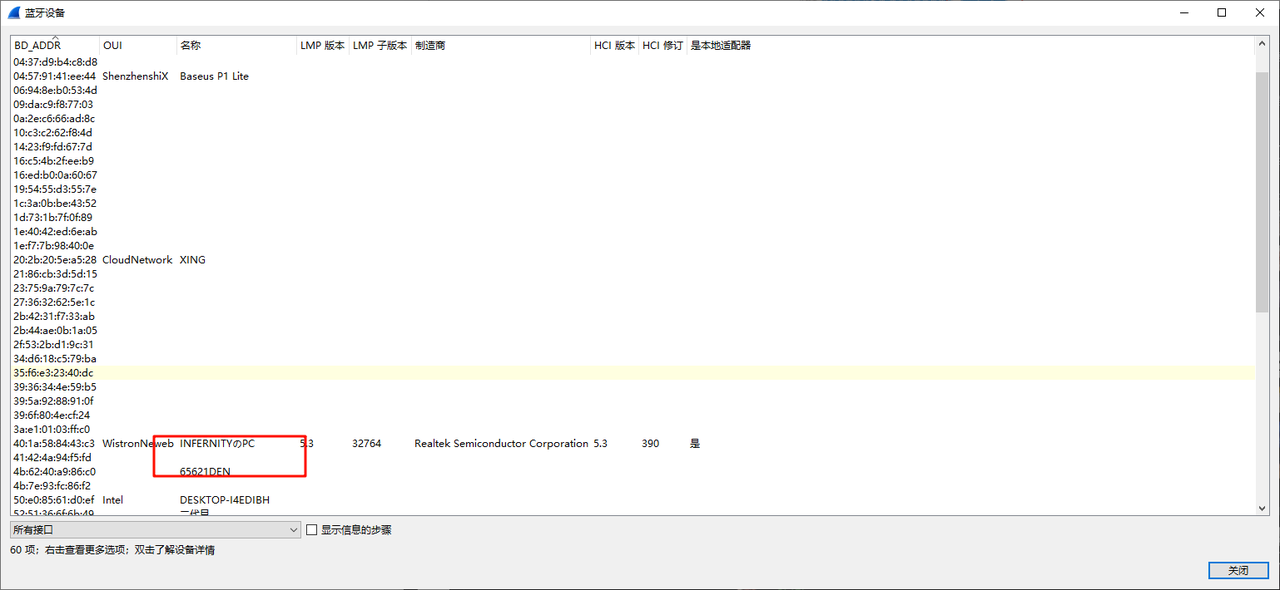 蓝牙设备
BD_ADDR OUI 名称 LMP 版本 LMP 子版本 制造商 HCI 版本 HCI 修订 是本地适配器
04:37:d9:b4:c8:d8
04:57:91:41:ee:44 ShenzhenshiX Baseus P1 Lite
06:94:8e:b0:53:4d
09:da:c9:f8:77:03
0a:2e:c6:66:ad:8c
10:c3:c2:62:f8:4d
14:23:f9:fd:67:7d
16:c5:4b:2f:ee:b9
16:ed:b0:0a:60:67
19:54:55:d3:55:7e
1c:3a:0b:be:43:52
1d:73:1b:7f:0f:89
1e:40:42:ed:6e:ab
1e:f7:7b:98:40:0e
20:2b:20:5e:a5:28 CloudNetwork XING
21:86:cb:3d:5d:15
23:75:9a:79:7c:7c
27:36:32:62:5e:1c
2b:42:31:f7:33:ab
2b:44:ae:0b:1a:05
2f:53:2b:d1:9c:31
34:d6:18:c5:79:ba
35:f6:e3:23:40:dc
39:36:34:4e:59:b5
39:5a:92:88:91:0f
39:6f:80:4e:cf:24
3a:e1:01:03:ff:c0
40:1a:58:84:43:c3 WistronNeweb INFERNITYのPC 5.3 32764 Realtek Semiconductor Corporation 5.3 390 是
41:42:4a:94:f5:fd
4b:62:40:a9:86:c0 65621DEN
4b:7e:93:fc:86:f2
50:e0:85:61:d0:ef Intel DESKTOP-I4EDIBH
52:51:36:6f:6b:49 二代目
所有接口 显示信息的步骤
60 项；右击查看更多选项；双击了解设备详情
关闭